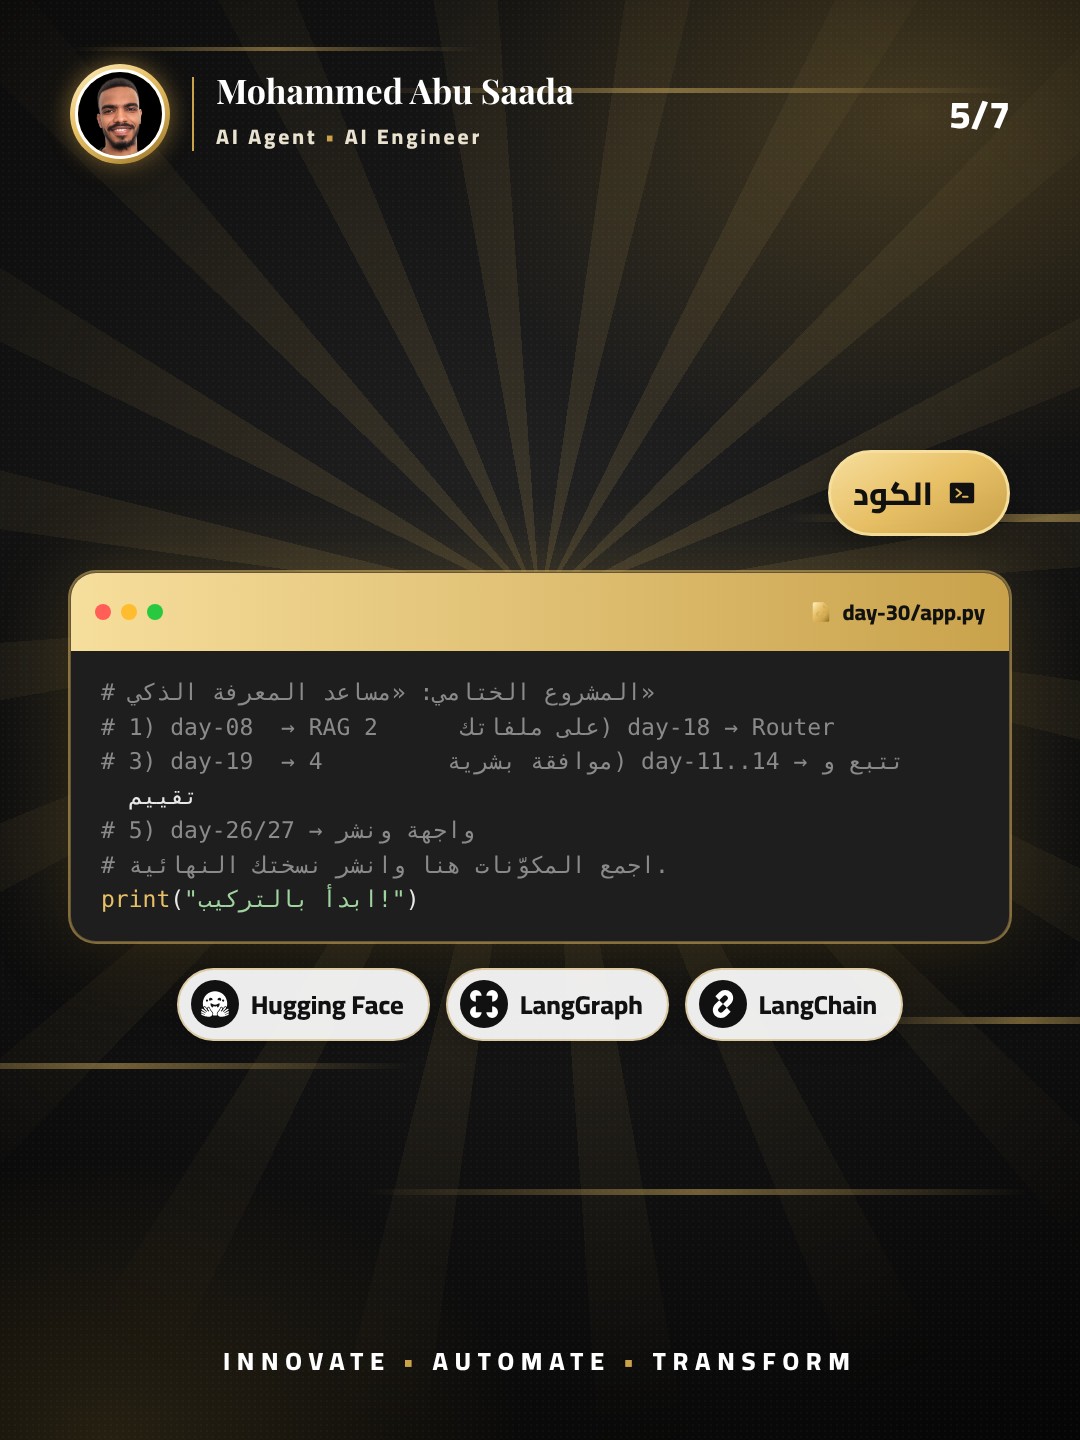 Mohammed Abu Saada
AI Agent ▪ AI Engineer
5/7
الكود
day-30/app.py
# المشروع الختامي: «مساعد المعرفة الذكي»
# 1) day-08  → RAG على ملفاتك      2) day-18 → Router
# 3) day-19  → موافقة بشرية         4) day-11..14 → تتبع و
تقييم
# 5) day-26/27 → واجهة ونشر
# اجمع المكوّنات هنا وانشر نسختك النهائية.
print("ابدأ بالتركيب!")
Hugging Face
LangGraph
LangChain
INNOVATE ▪ AUTOMATE ▪ TRANSFORM